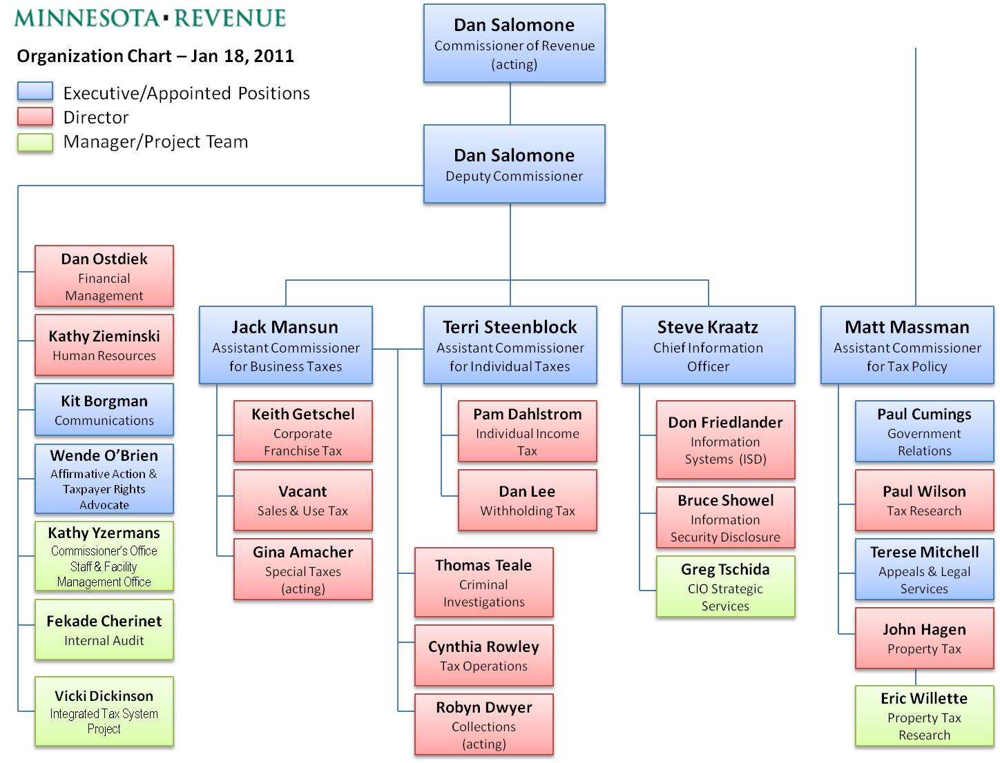 MINNESOTA · REVENUE
Organization Chart – Jan 18, 2011
Executive/Appointed Positions
Director
Manager/Project Team
Dan Salomone
Commissioner of Revenue
(acting)
Dan Salomone
Deputy Commissioner
Dan Ostdiek
Financial
Management
Kathy Zieminski
Human Resources
Kit Borgman
Communications
Wende O’Brien
Affirmative Action &
Taxpayer Rights
Advocate
Kathy Yzermans
Commissioner's Office
Staff & Facility
Management Office
Fekade Cherinet
Internal Audit
Vicki Dickinson
Integrated Tax System
Project
Jack Mansun
Assistant Commissioner
for Business Taxes
Keith Getschel
Corporate
Franchise Tax
Vacant
Sales & Use Tax
Gina Amacher
Special Taxes
(acting)
Terri Steenblock
Assistant Commissioner
for Individual Taxes
Pam Dahlstrom
Individual Income
Tax
Dan Lee
Withholding Tax
Thomas Teale
Criminal
Investigations
Cynthia Rowley
Tax Operations
Robyn Dwyer
Collections
(acting)
Steve Kraatz
Chief Information
Officer
Don Friedlander
Information
Systems (ISD)
Bruce Showel
Information
Security Disclosure
Greg Tschida
CIO Strategic
Services
Matt Massman
Assistant Commissioner
for Tax Policy
Paul Cumings
Government
Relations
Paul Wilson
Tax Research
Terese Mitchell
Appeals & Legal
Services
John Hagen
Property Tax
Eric Willette
Property Tax
Research